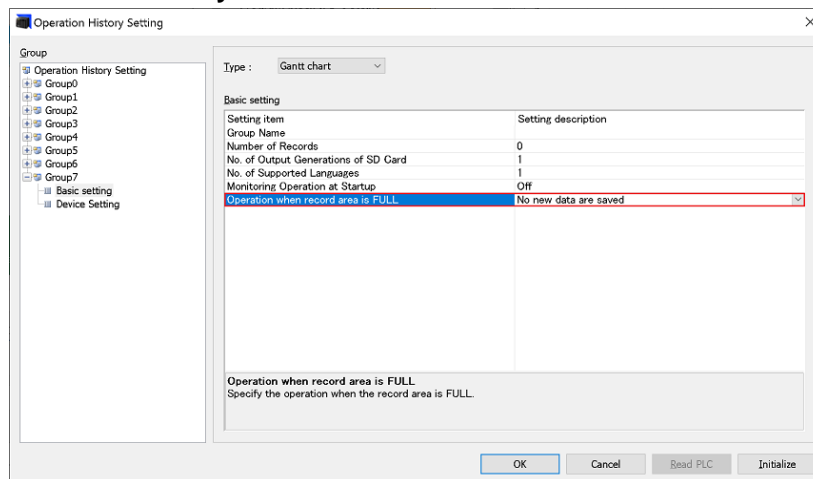 Operation History Setting
Group
Operation History Setting
Group0
Group1
Group2
Group3
Group4
Group5
Group6
Group7
Basic setting
Device Setting
Type : Gantt chart
Basic setting
Setting item Setting description
Group Name
Number of Records 0
No. of Output Generations of SD Card 1
No. of Supported Languages 1
Monitoring Operation at Startup Off
Operation when record area is FULL No new data are saved
Operation when record area is FULL
Specify the operation when the record area is FULL.
OK Cancel Read PLC Initialize